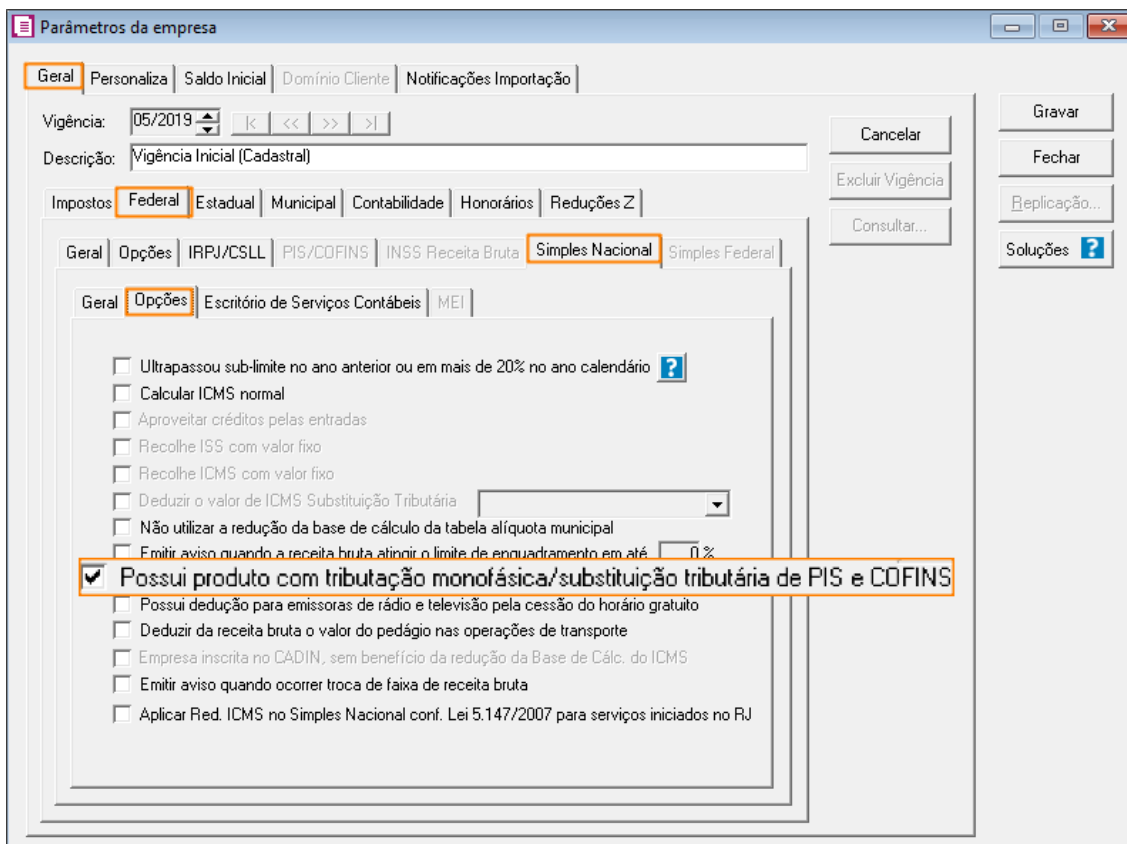 Parâmetros da empresa
Geral Personaliza Saldo Inicial Domínio Cliente Notificações Importação
Vigência: 05/2019 |< << >> >|
Descrição: Vigência Inicial (Cadastral)
Cancelar
Excluir Vigência
Consultar...
Gravar
Fechar
Replicação...
Soluções ?
Impostos Federal Estadual Municipal Contabilidade Honorários Reduções Z
Geral Opções IRPJ/CSLL PIS/COFINS INSS Receita Bruta Simples Nacional Simples Federal
Geral Opções Escritório de Serviços Contábeis MEI
Ultrapassou sub-limite no ano anterior ou em mais de 20% no ano calendário ?
Calcular ICMS normal
Aproveitar créditos pelas entradas
Recolhe ISS com valor fixo
Recolhe ICMS com valor fixo
Deduzir o valor de ICMS Substituição Tributária
Não utilizar a redução da base de cálculo da tabela alíquota municipal
Emitir aviso quando a receita bruta atingir o limite de enquadramento em até 0 %
Possui produto com tributação monofásica/substituição tributária de PIS e COFINS
Possui dedução para emissoras de rádio e televisão pela cessão do horário gratuito
Deduzir da receita bruta o valor do pedágio nas operações de transporte
Empresa inscrita no CADIN, sem benefício da redução da Base de Cálc. do ICMS
Emitir aviso quando ocorrer troca de faixa de receita bruta
Aplicar Red. ICMS no Simples Nacional conf. Lei 5.147/2007 para serviços iniciados no RJ